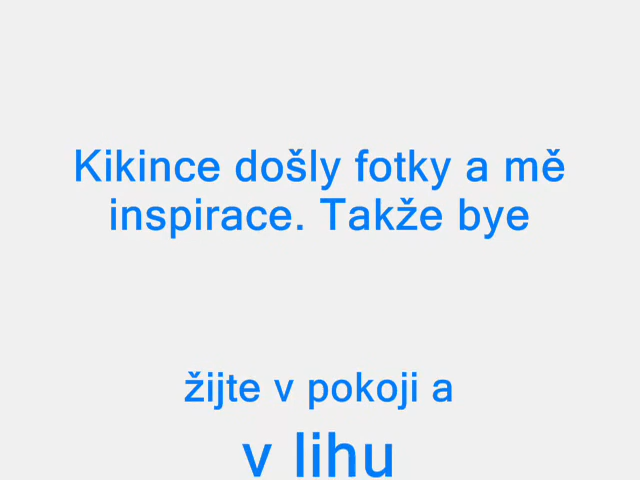 Kikince došly fotky a mě
inspirace. Takže bye
žijte v pokoji a
v lihu